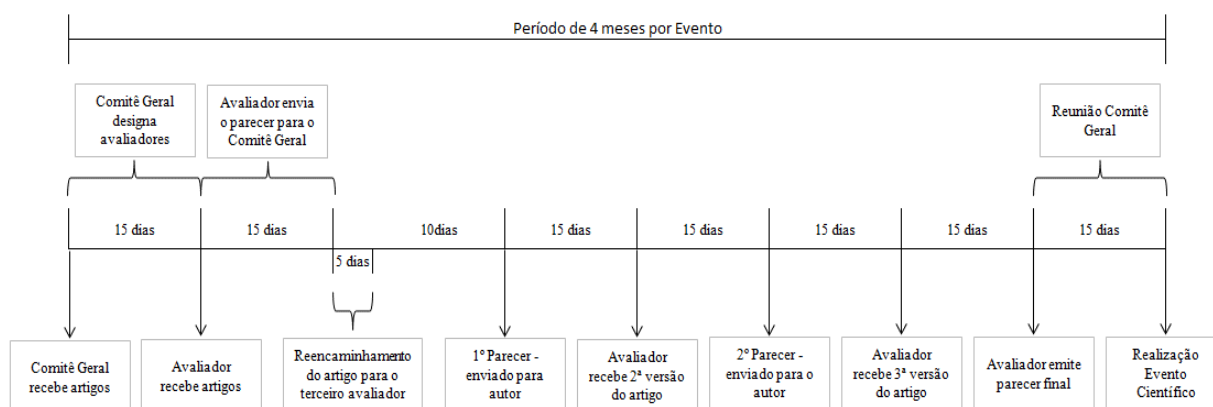 Período de 4 meses por Evento
Comitê Geral
designa
avaliadores
Avaliador envia
o parecer para o
Comitê Geral
Reunião Comitê
Geral
15 dias
15 dias
10dias
15 dias
15 dias
15 dias
15 dias
15 dias
5 dias
Comitê Geral
recebe artigos
Avaliador
recebe artigos
Reencaminhamento
do artigo para o
terceiro avaliador
1º Parecer -
enviado para
autor
Avaliador
recebe 2ª versão
do artigo
2º Parecer -
enviado para o
autor
Avaliador
recebe 3ª versão
do artigo
Avaliador emite
parecer final
Realização
Evento
Científico